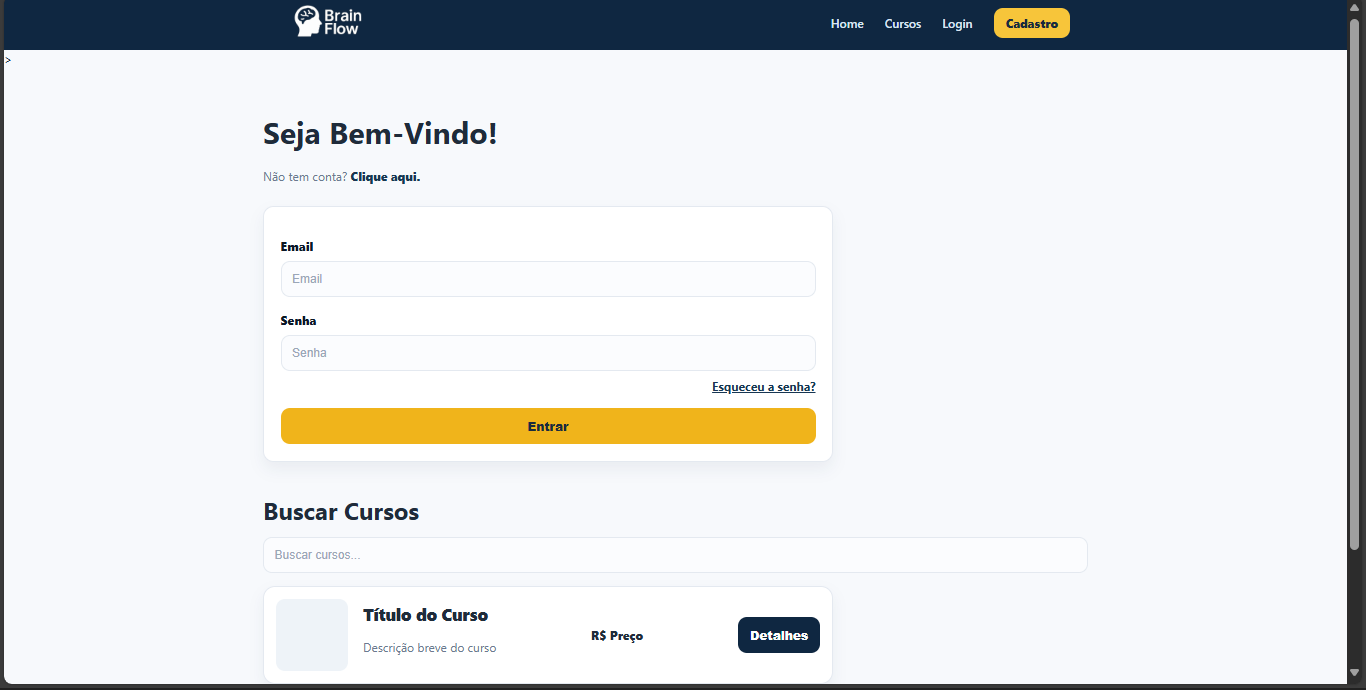 Brain
Flow
Home Cursos Login Cadastro
>
Seja Bem-Vindo!
Não tem conta? Clique aqui.
Email
Email
Senha
Senha
Esqueceu a senha?
Entrar
Buscar Cursos
Buscar cursos...
Título do Curso
R$ Preço
Detalhes
Descrição breve do curso